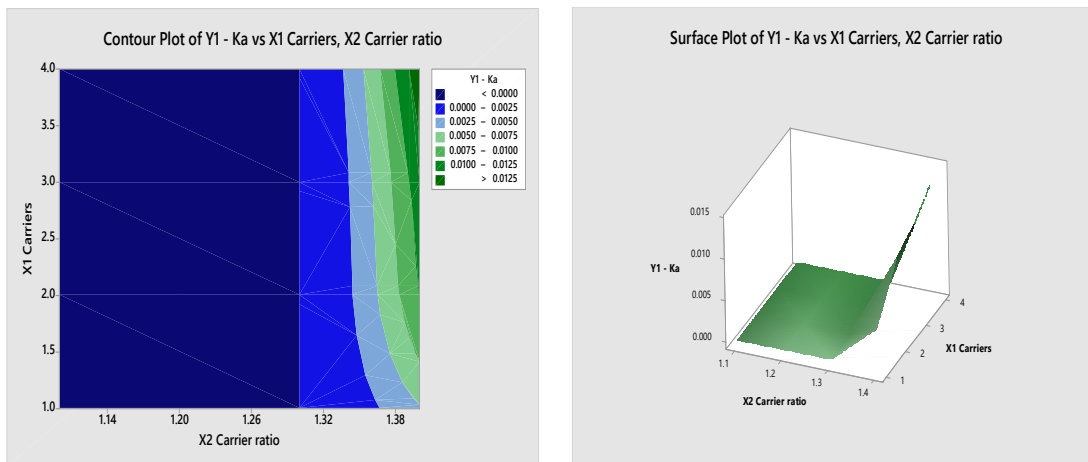 Contour Plot of Y1 - Ka vs X1 Carriers, X2 Carrier ratio
Y1 - Ka
< 0.0000
0.0000 – 0.0025
0.0025 – 0.0050
0.0050 – 0.0075
0.0075 – 0.0100
0.0100 – 0.0125
> 0.0125
X1 Carriers
4.0
3.5
3.0
2.5
2.0
1.5
1.0
1.14 1.20 1.26 1.32 1.38
X2 Carrier ratio
Surface Plot of Y1 - Ka vs X1 Carriers, X2 Carrier ratio
0.015
0.010
Y1 - Ka
0.005
0.000
1.1
1.2
1.3
1.4
X2 Carrier ratio
4
3
2
1
X1 Carriers